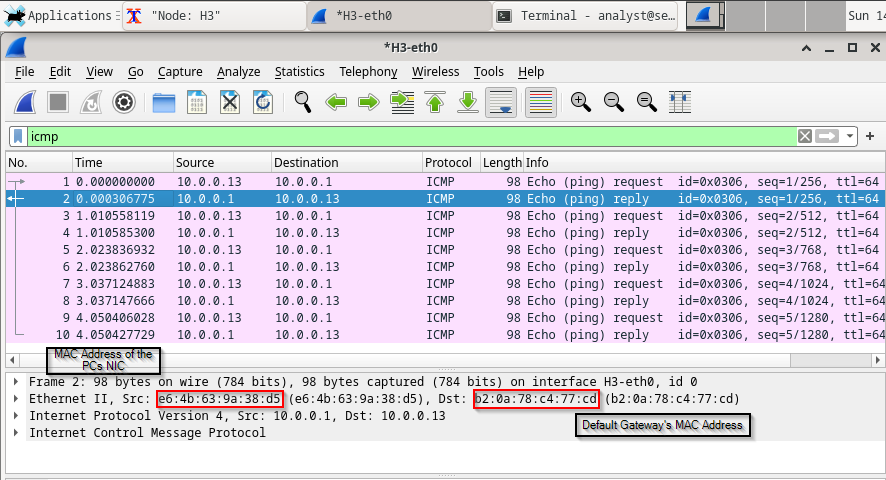 Applications
"Node: H3"
*H3-eth0
Terminal - analyst@se...
Sun 14
*H3-eth0
File Edit View Go Capture Analyze Statistics Telephony Wireless Tools Help
icmp
No. Time Source Destination Protocol Length Info
1 0.000000000 10.0.0.13 10.0.0.1 ICMP 98 Echo (ping) request id=0x0306, seq=1/256, ttl=64
2 0.000306775 10.0.0.1 10.0.0.13 ICMP 98 Echo (ping) reply id=0x0306, seq=1/256, ttl=64
3 1.010558119 10.0.0.13 10.0.0.1 ICMP 98 Echo (ping) request id=0x0306, seq=2/512, ttl=64
4 1.010585300 10.0.0.1 10.0.0.13 ICMP 98 Echo (ping) reply id=0x0306, seq=2/512, ttl=64
5 2.023836932 10.0.0.13 10.0.0.1 ICMP 98 Echo (ping) request id=0x0306, seq=3/768, ttl=64
6 2.023862760 10.0.0.1 10.0.0.13 ICMP 98 Echo (ping) reply id=0x0306, seq=3/768, ttl=64
7 3.037124883 10.0.0.13 10.0.0.1 ICMP 98 Echo (ping) request id=0x0306, seq=4/1024, ttl=64
8 3.037147666 10.0.0.1 10.0.0.13 ICMP 98 Echo (ping) reply id=0x0306, seq=4/1024, ttl=64
9 4.050406028 10.0.0.13 10.0.0.1 ICMP 98 Echo (ping) request id=0x0306, seq=5/1280, ttl=64
10 4.050427729 10.0.0.1 10.0.0.13 ICMP 98 Echo (ping) reply id=0x0306, seq=5/1280, ttl=64
MAC Address of the
PCs NIC
Frame 2: 98 bytes on wire (784 bits), 98 bytes captured (784 bits) on interface H3-eth0, id 0
Ethernet II, Src: e6:4b:63:9a:38:d5 (e6:4b:63:9a:38:d5), Dst: b2:0a:78:c4:77:cd (b2:0a:78:c4:77:cd)
Internet Protocol Version 4, Src: 10.0.0.1, Dst: 10.0.0.13
Internet Control Message Protocol
Default Gateway's MAC Address